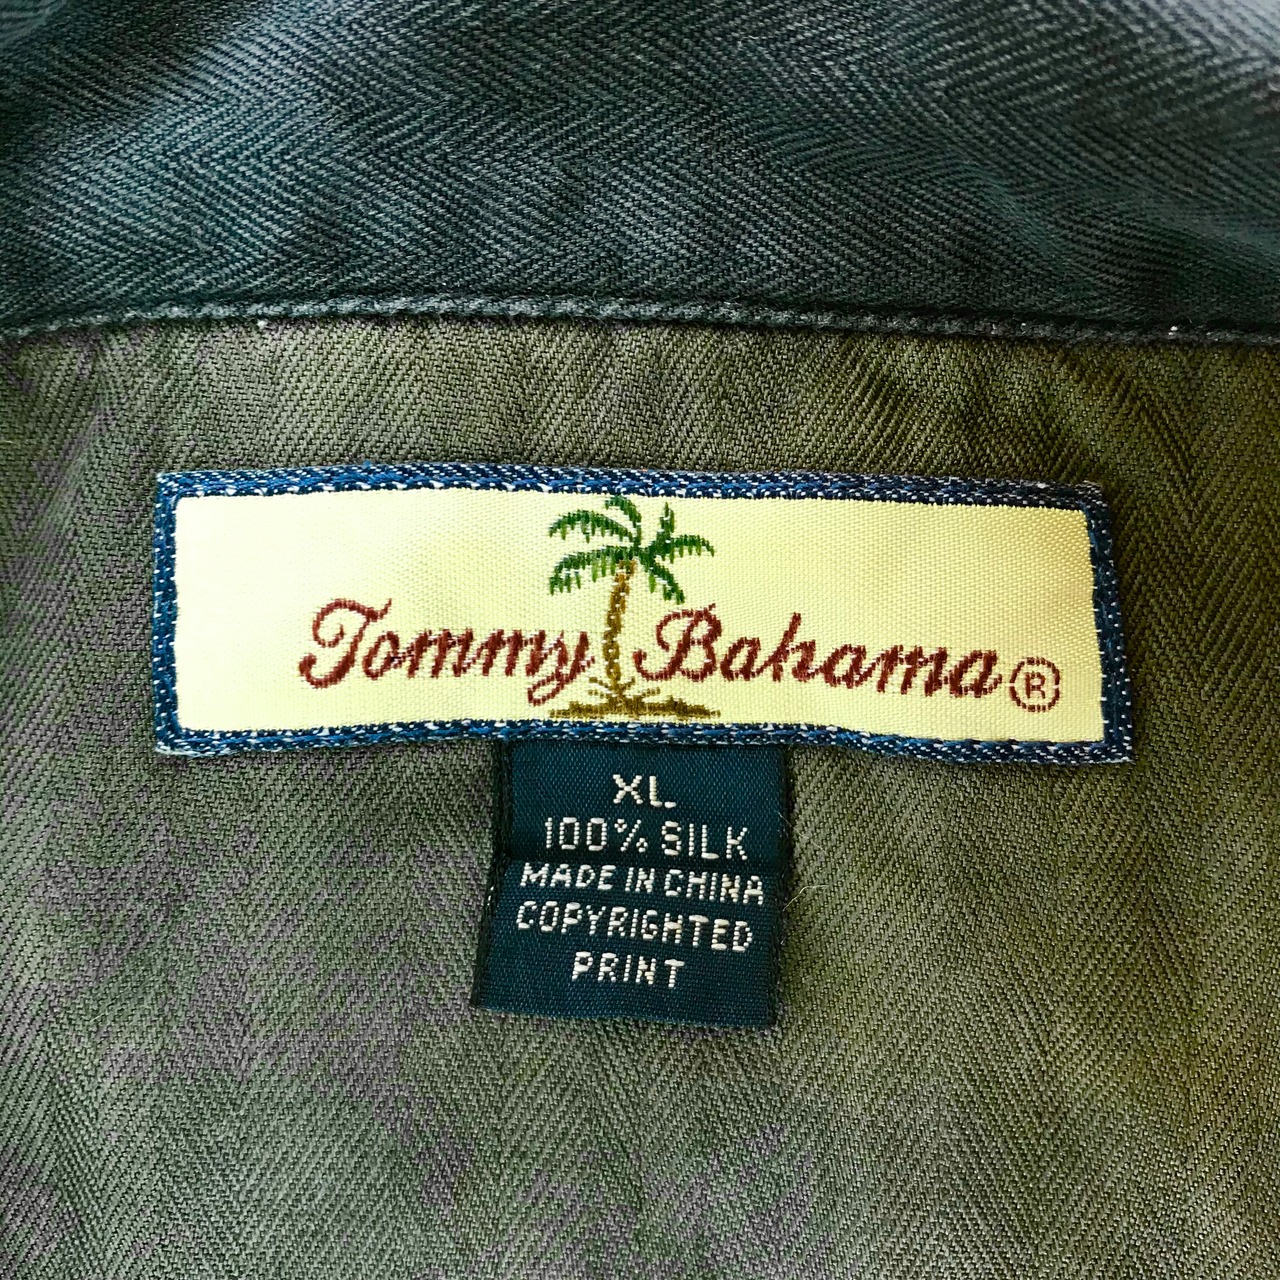 Tommy Bahama®
XL
100% SILK
MADE IN CHINA
COPYRIGHTED
PRINT